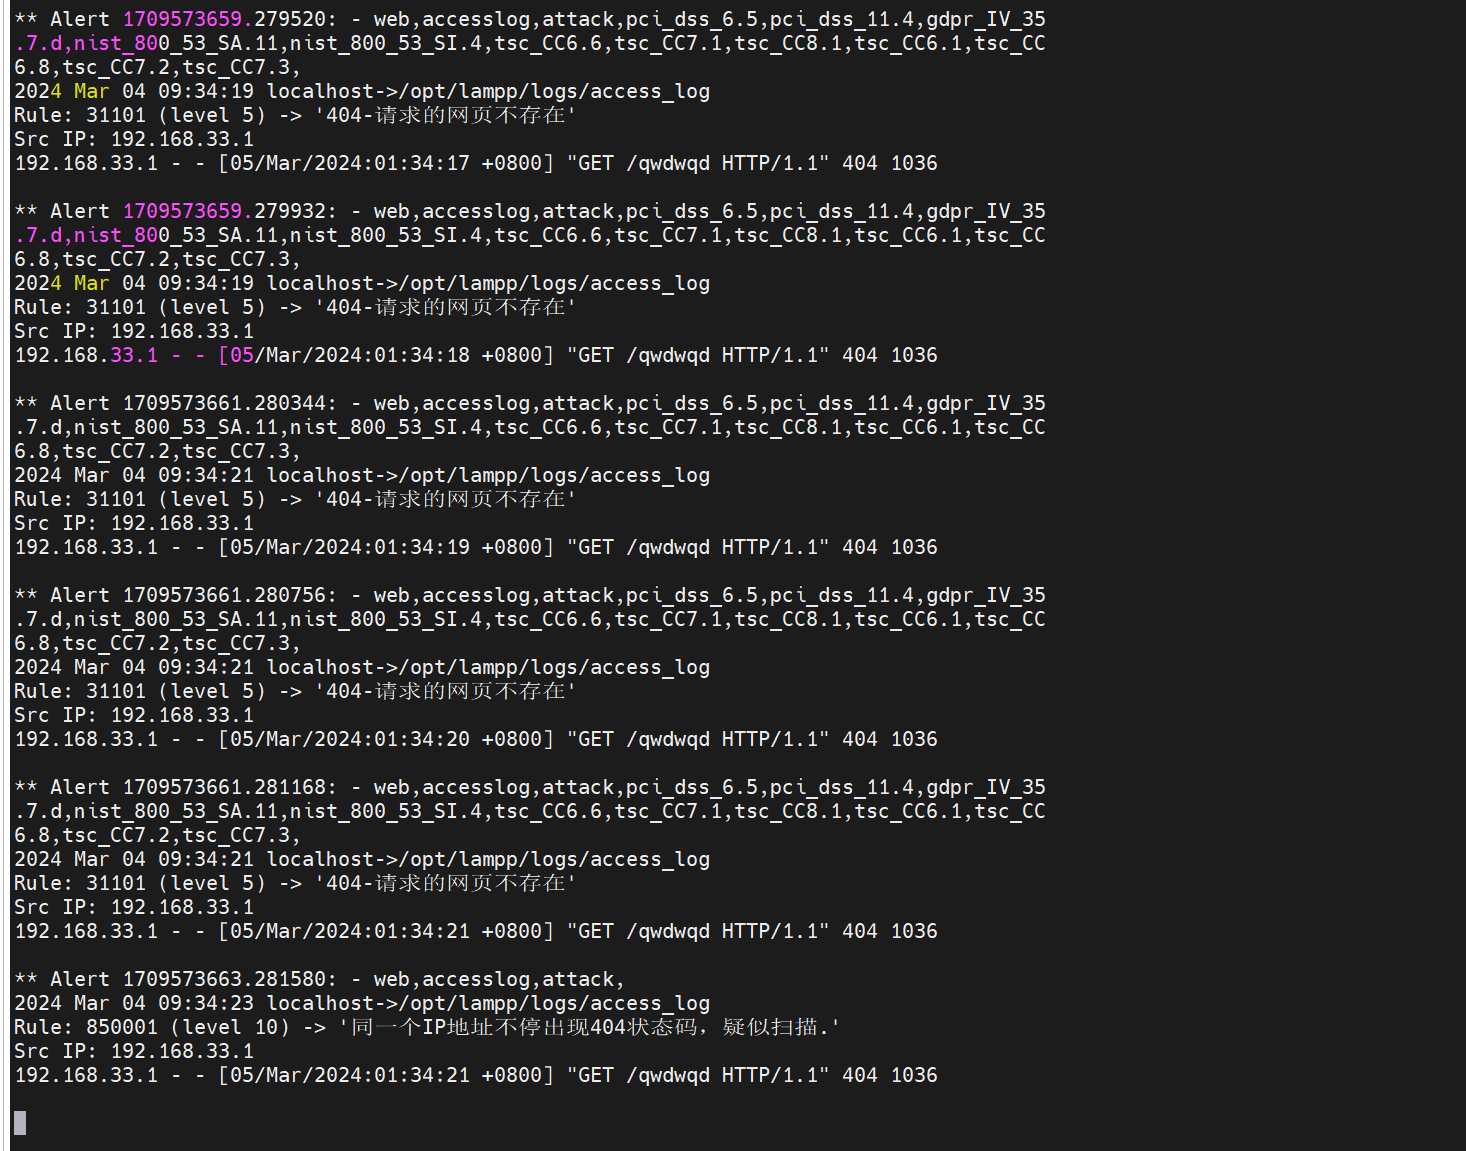 ** Alert 1709573659.279520: - web,accesslog,attack,pci_dss_6.5,pci_dss_11.4,gdpr_IV_35
.7.d,nist_800_53_SA.11,nist_800_53_SI.4,tsc_CC6.6,tsc_CC7.1,tsc_CC8.1,tsc_CC6.1,tsc_CC
6.8,tsc_CC7.2,tsc_CC7.3,
2024 Mar 04 09:34:19 localhost->/opt/lampp/logs/access_log
Rule: 31101 (level 5) -> '404-请求的网页不存在'
Src IP: 192.168.33.1
192.168.33.1 - - [05/Mar/2024:01:34:17 +0800] "GET /qwdwqd HTTP/1.1" 404 1036
** Alert 1709573659.279932: - web,accesslog,attack,pci_dss_6.5,pci_dss_11.4,gdpr_IV_35
.7.d,nist_800_53_SA.11,nist_800_53_SI.4,tsc_CC6.6,tsc_CC7.1,tsc_CC8.1,tsc_CC6.1,tsc_CC
6.8,tsc_CC7.2,tsc_CC7.3,
2024 Mar 04 09:34:19 localhost->/opt/lampp/logs/access_log
Rule: 31101 (level 5) -> '404-请求的网页不存在'
Src IP: 192.168.33.1
192.168.33.1 - - [05/Mar/2024:01:34:18 +0800] "GET /qwdwqd HTTP/1.1" 404 1036
** Alert 1709573661.280344: - web,accesslog,attack,pci_dss_6.5,pci_dss_11.4,gdpr_IV_35
.7.d,nist_800_53_SA.11,nist_800_53_SI.4,tsc_CC6.6,tsc_CC7.1,tsc_CC8.1,tsc_CC6.1,tsc_CC
6.8,tsc_CC7.2,tsc_CC7.3,
2024 Mar 04 09:34:21 localhost->/opt/lampp/logs/access_log
Rule: 31101 (level 5) -> '404-请求的网页不存在'
Src IP: 192.168.33.1
192.168.33.1 - - [05/Mar/2024:01:34:19 +0800] "GET /qwdwqd HTTP/1.1" 404 1036
** Alert 1709573661.280756: - web,accesslog,attack,pci_dss_6.5,pci_dss_11.4,gdpr_IV_35
.7.d,nist_800_53_SA.11,nist_800_53_SI.4,tsc_CC6.6,tsc_CC7.1,tsc_CC8.1,tsc_CC6.1,tsc_CC
6.8,tsc_CC7.2,tsc_CC7.3,
2024 Mar 04 09:34:21 localhost->/opt/lampp/logs/access_log
Rule: 31101 (level 5) -> '404-请求的网页不存在'
Src IP: 192.168.33.1
192.168.33.1 - - [05/Mar/2024:01:34:20 +0800] "GET /qwdwqd HTTP/1.1" 404 1036
** Alert 1709573661.281168: - web,accesslog,attack,pci_dss_6.5,pci_dss_11.4,gdpr_IV_35
.7.d,nist_800_53_SA.11,nist_800_53_SI.4,tsc_CC6.6,tsc_CC7.1,tsc_CC8.1,tsc_CC6.1,tsc_CC
6.8,tsc_CC7.2,tsc_CC7.3,
2024 Mar 04 09:34:21 localhost->/opt/lampp/logs/access_log
Rule: 31101 (level 5) -> '404-请求的网页不存在'
Src IP: 192.168.33.1
192.168.33.1 - - [05/Mar/2024:01:34:21 +0800] "GET /qwdwqd HTTP/1.1" 404 1036
** Alert 1709573663.281580: - web,accesslog,attack,
2024 Mar 04 09:34:23 localhost->/opt/lampp/logs/access_log
Rule: 850001 (level 10) -> '同一个IP地址不停出现404状态码，疑似扫描.'
Src IP: 192.168.33.1
192.168.33.1 - - [05/Mar/2024:01:34:21 +0800] "GET /qwdwqd HTTP/1.1" 404 1036